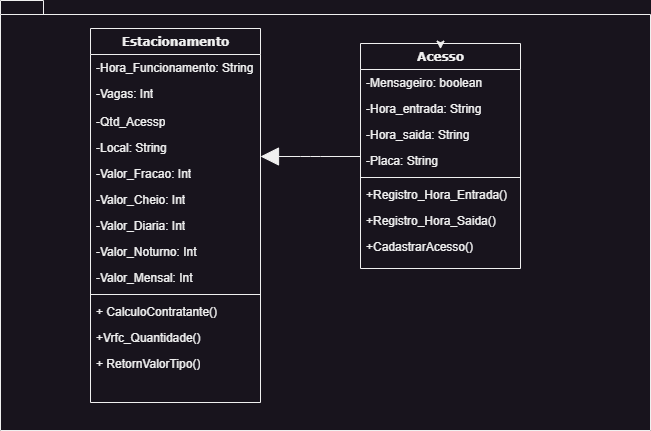 Estacionamento
-Hora_Funcionamento: String
-Vagas: Int
-Qtd_Acessp
-Local: String
-Valor_Fracao: Int
-Valor_Cheio: Int
-Valor_Diaria: Int
-Valor_Noturno: Int
-Valor_Mensal: Int
+ CalculoContratante()
+Vrfc_Quantidade()
+ RetornValorTipo()
Acesso
-Mensageiro: boolean
-Hora_entrada: String
-Hora_saida: String
-Placa: String
+Registro_Hora_Entrada()
+Registro_Hora_Saida()
+CadastrarAcesso()